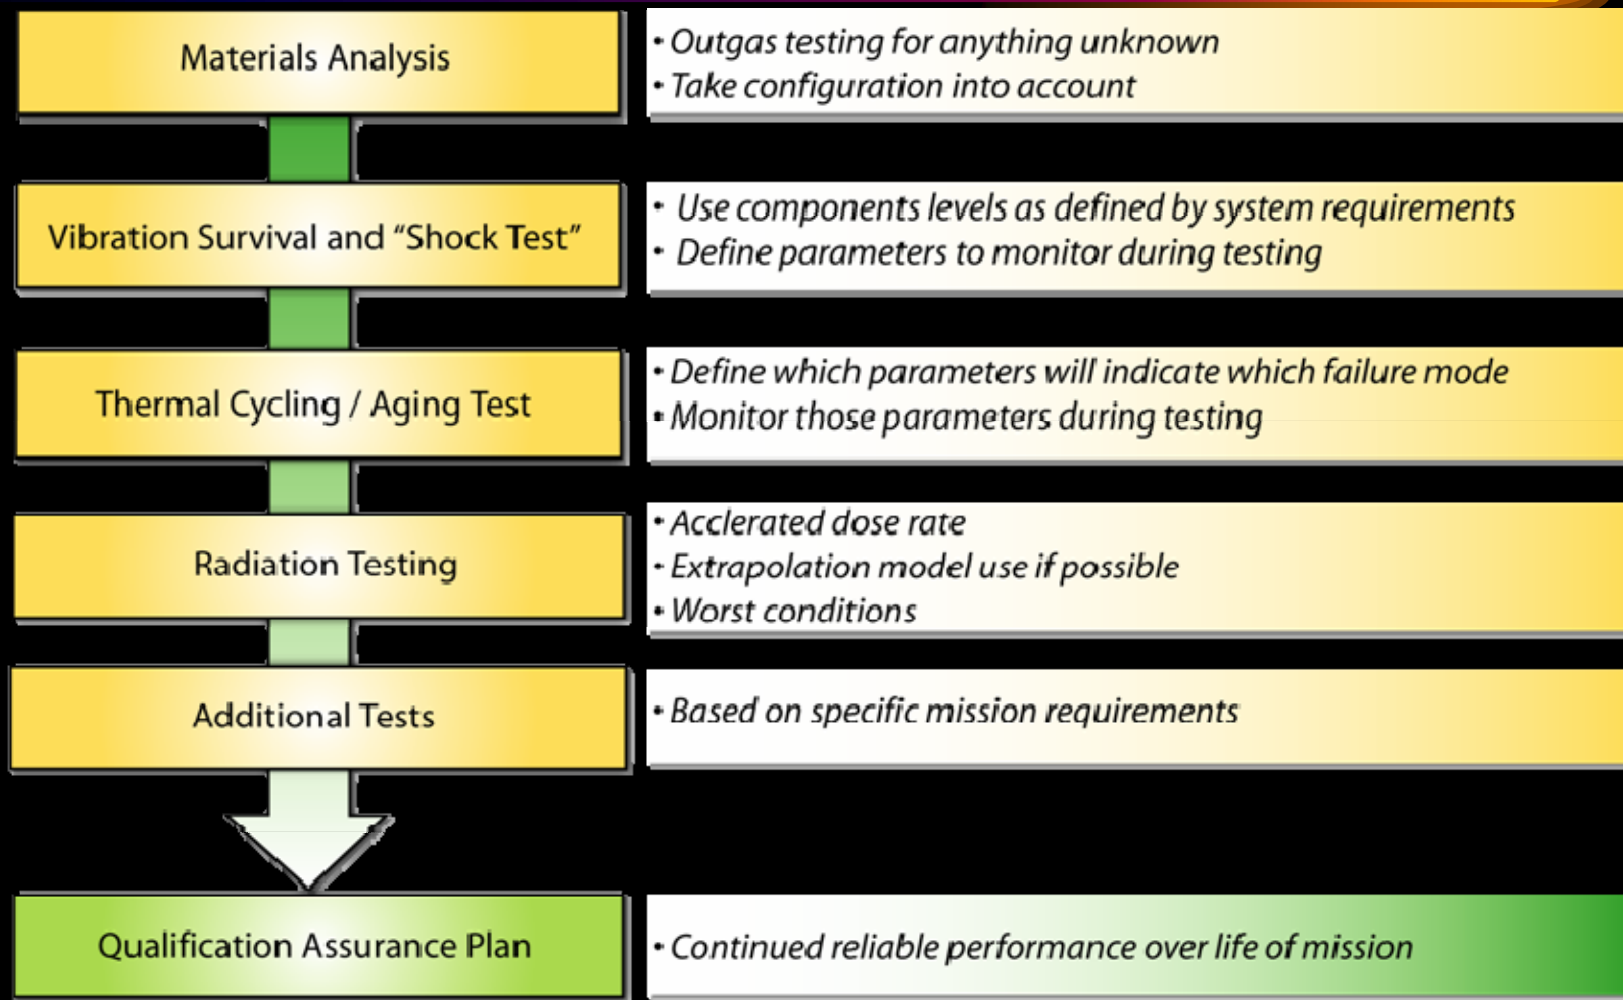 Materials Analysis
• Outgas testing for anything unknown
• Take configuration into account
Vibration Survival and “Shock Test”
• Use components levels as defined by system requirements
• Define parameters to monitor during testing
Thermal Cycling / Aging Test
• Define which parameters will indicate which failure mode
• Monitor those parameters during testing
Radiation Testing
• Acclerated dose rate
• Extrapolation model use if possible
• Worst conditions
Additional Tests
• Based on specific mission requirements
Qualification Assurance Plan
• Continued reliable performance over life of mission